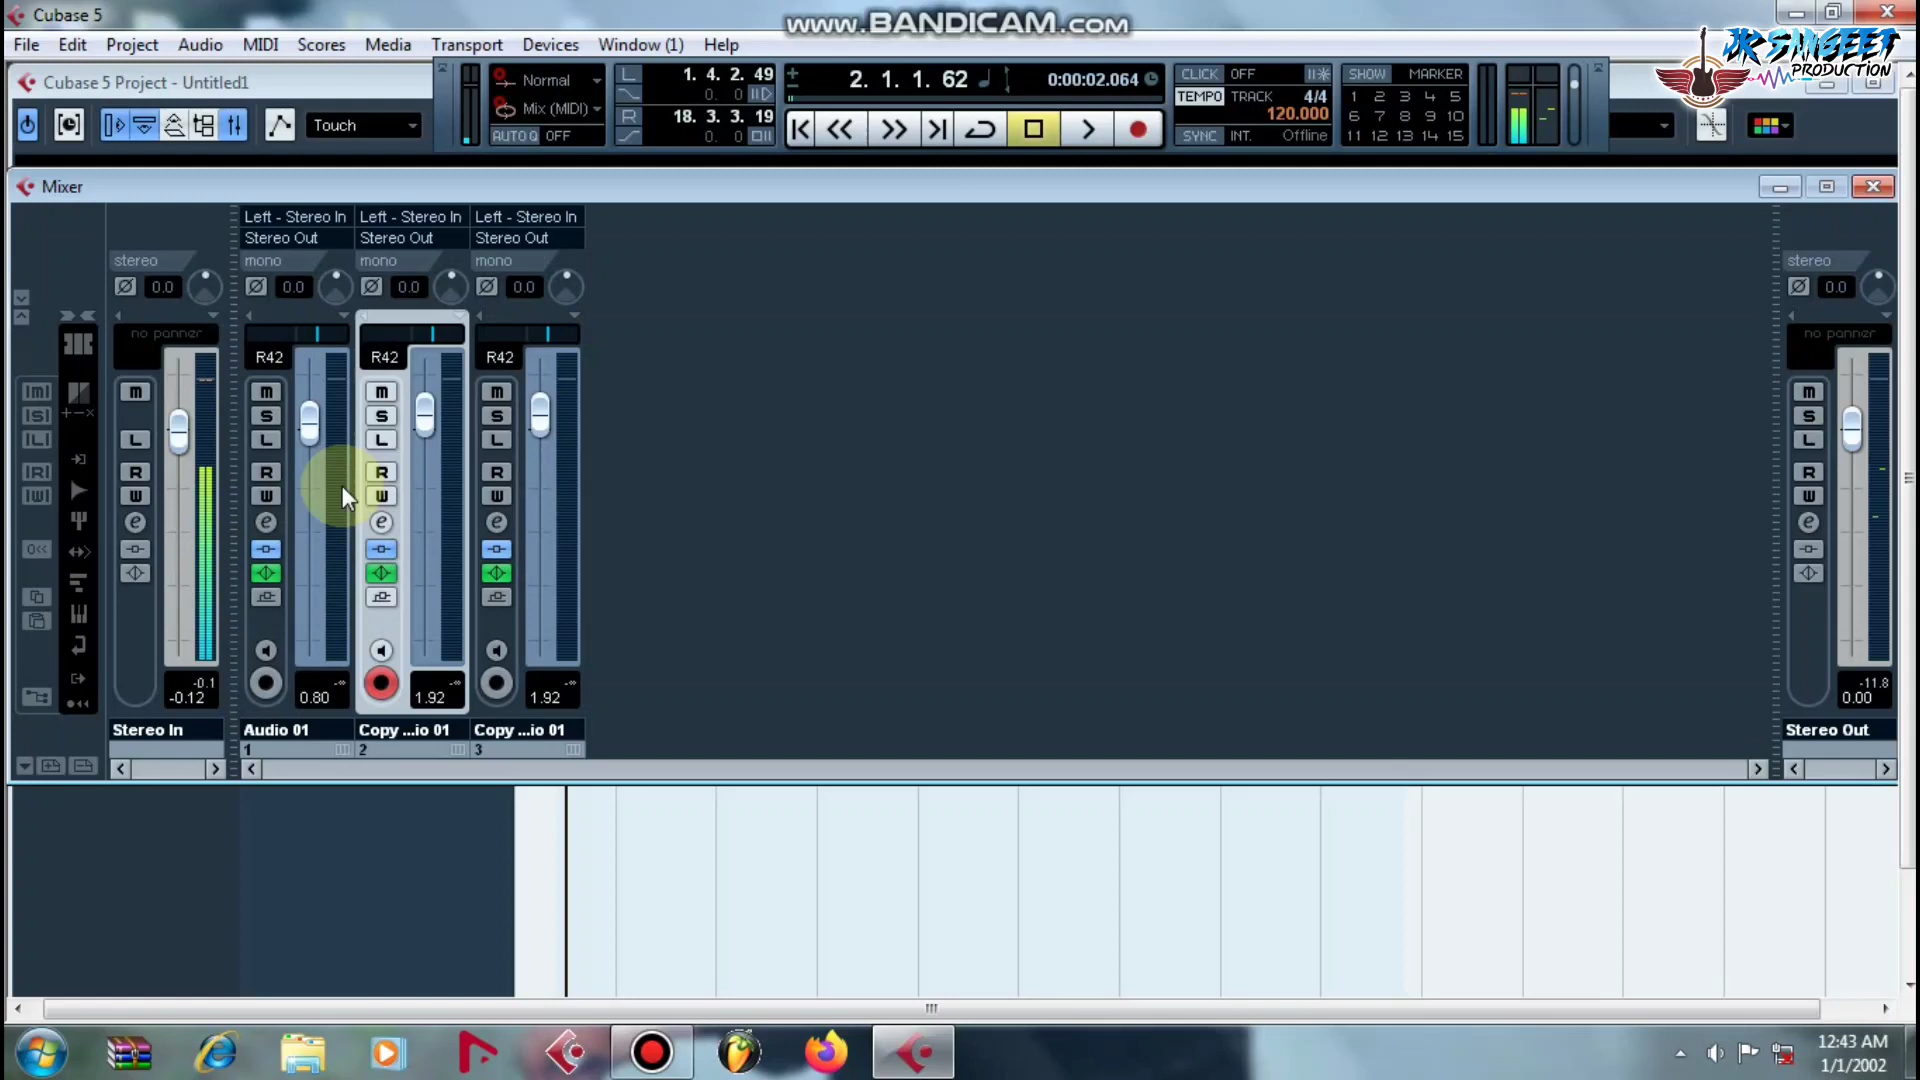 Cubase 5
www.BANDICAM.com
JK SANGEET
PRODUCTION
File Edit Project Audio MIDI Scores Media Transport Devices Window (1) Help
Cubase 5 Project - Untitled1
Touch
Normal
Mix (MIDI)
AUTO Q OFF
L 1. 4. 2. 49
0. 0
R 18. 3. 3. 19
0. 0
2. 1. 1. 62
0:00:02.064
CLICK OFF
TEMPO TRACK 4/4
120.000
SYNC INT. Offline
SHOW MARKER
1 2 3 4 5
6 7 8 9 10
11 12 13 14 15
Mixer
Left - Stereo In Left - Stereo In Left - Stereo In
Stereo Out Stereo Out Stereo Out
stereo mono mono mono stereo
0.0 0.0 0.0 0.0 0.0
no panner no panner
R42 R42 R42
M M M M M
S S S S
L L L L L
R R R R R
W W W W W
e e e e e
-0.1 -∞ -∞ -∞ -11.8
-0.12 0.80 1.92 1.92 0.00
Stereo In Audio 01 Copy ...io 01 Copy ...io 01 Stereo Out
1 2 3
12:43 AM
1/1/2002